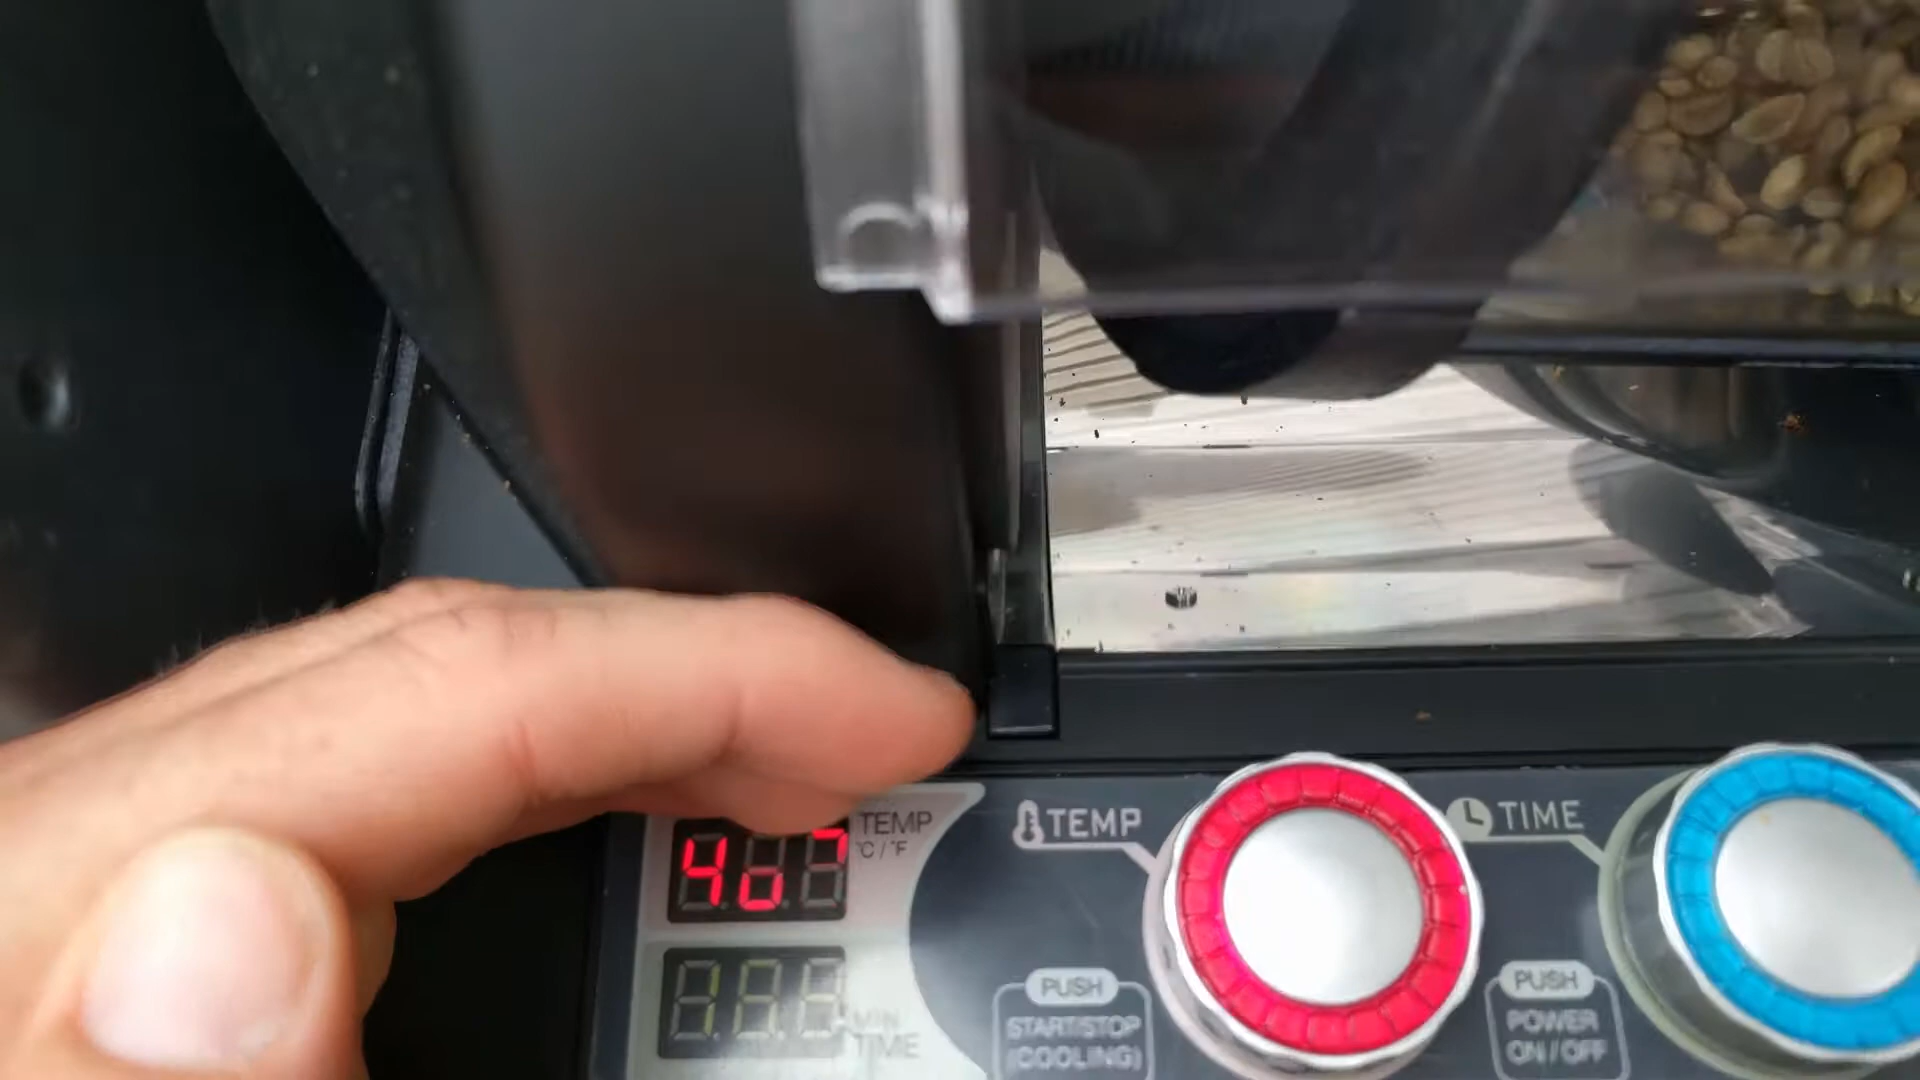 TEMP
°C / °F
TEMP
TIME
MIN
TIME
PUSH
START/STOP
(COOLING)
PUSH
POWER
ON / OFF